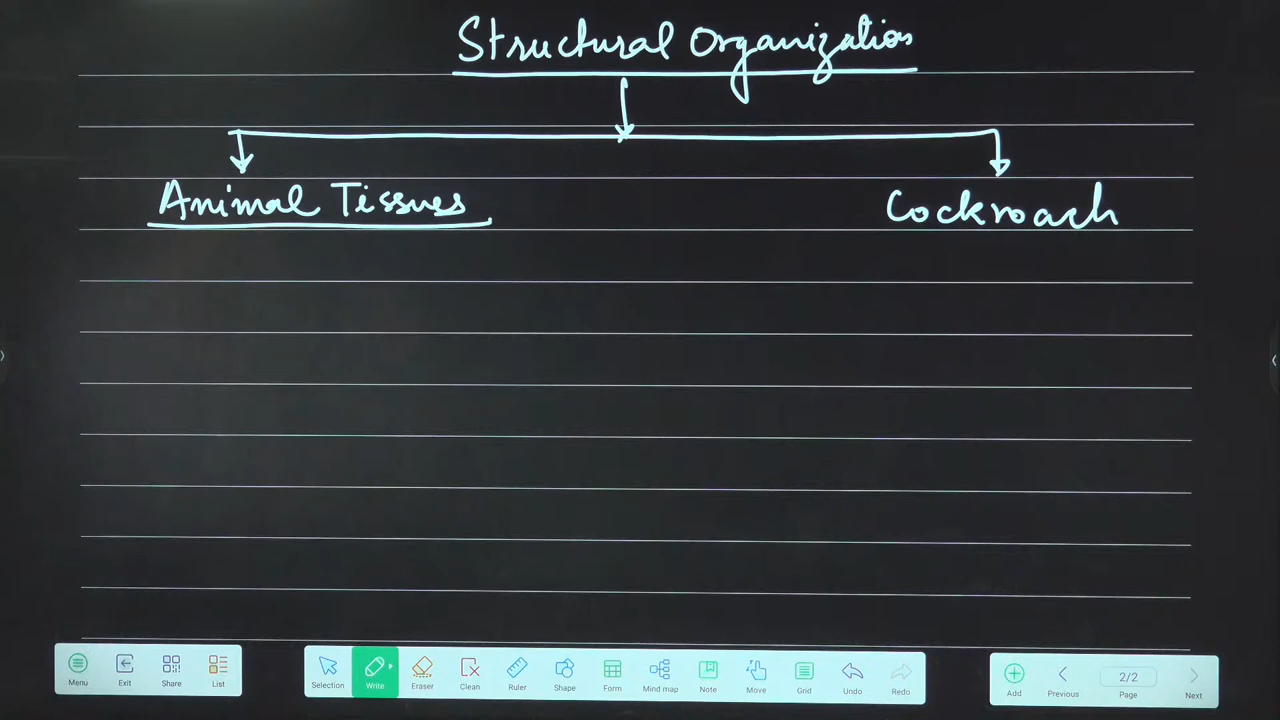 Structural Organization
Animal Tissues
Cockroach
Menu
Exit
Share
List
Selection
Write
Eraser
Clean
Ruler
Shape
Form
Mind map
Note
Move
Grid
Undo
Redo
Add
Previous
2/2
Page
Next